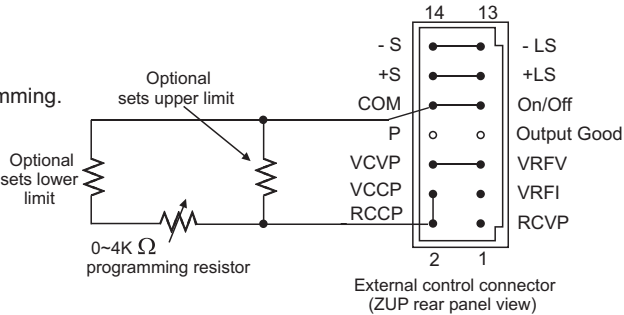 14 13
- S - LS
+S +LS
COM On/Off
P Output Good
VCVP VRFV
VCCP VRFI
RCCP RCVP
2 1
External control connector
(ZUP rear panel view)
mming.
Optional
sets upper limit
Optional
sets lower
limit
0~4K Ω
programming resistor